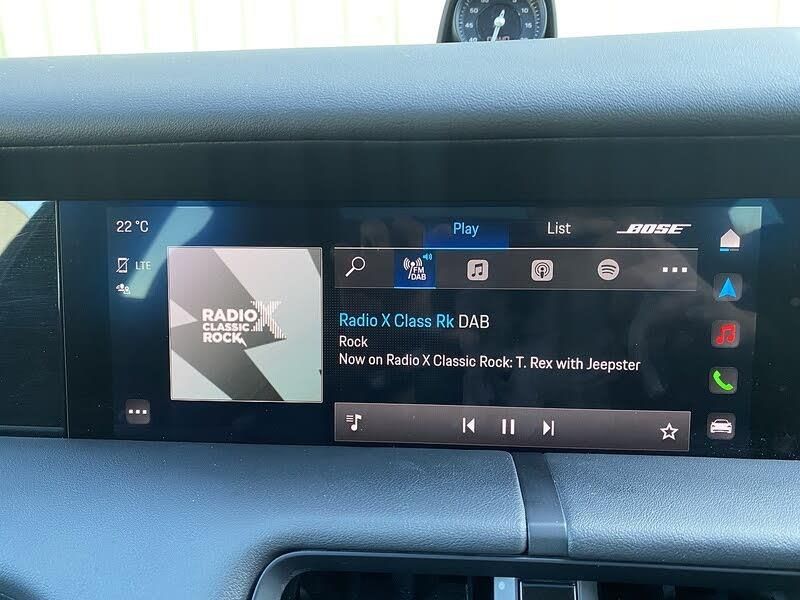 22 °C
Play
List
BOSE
LTE
FM
DAB
RADIO X
CLASSIC
ROCK
Radio X Class Rk DAB
Rock
Now on Radio X Classic Rock: T. Rex with Jeepster